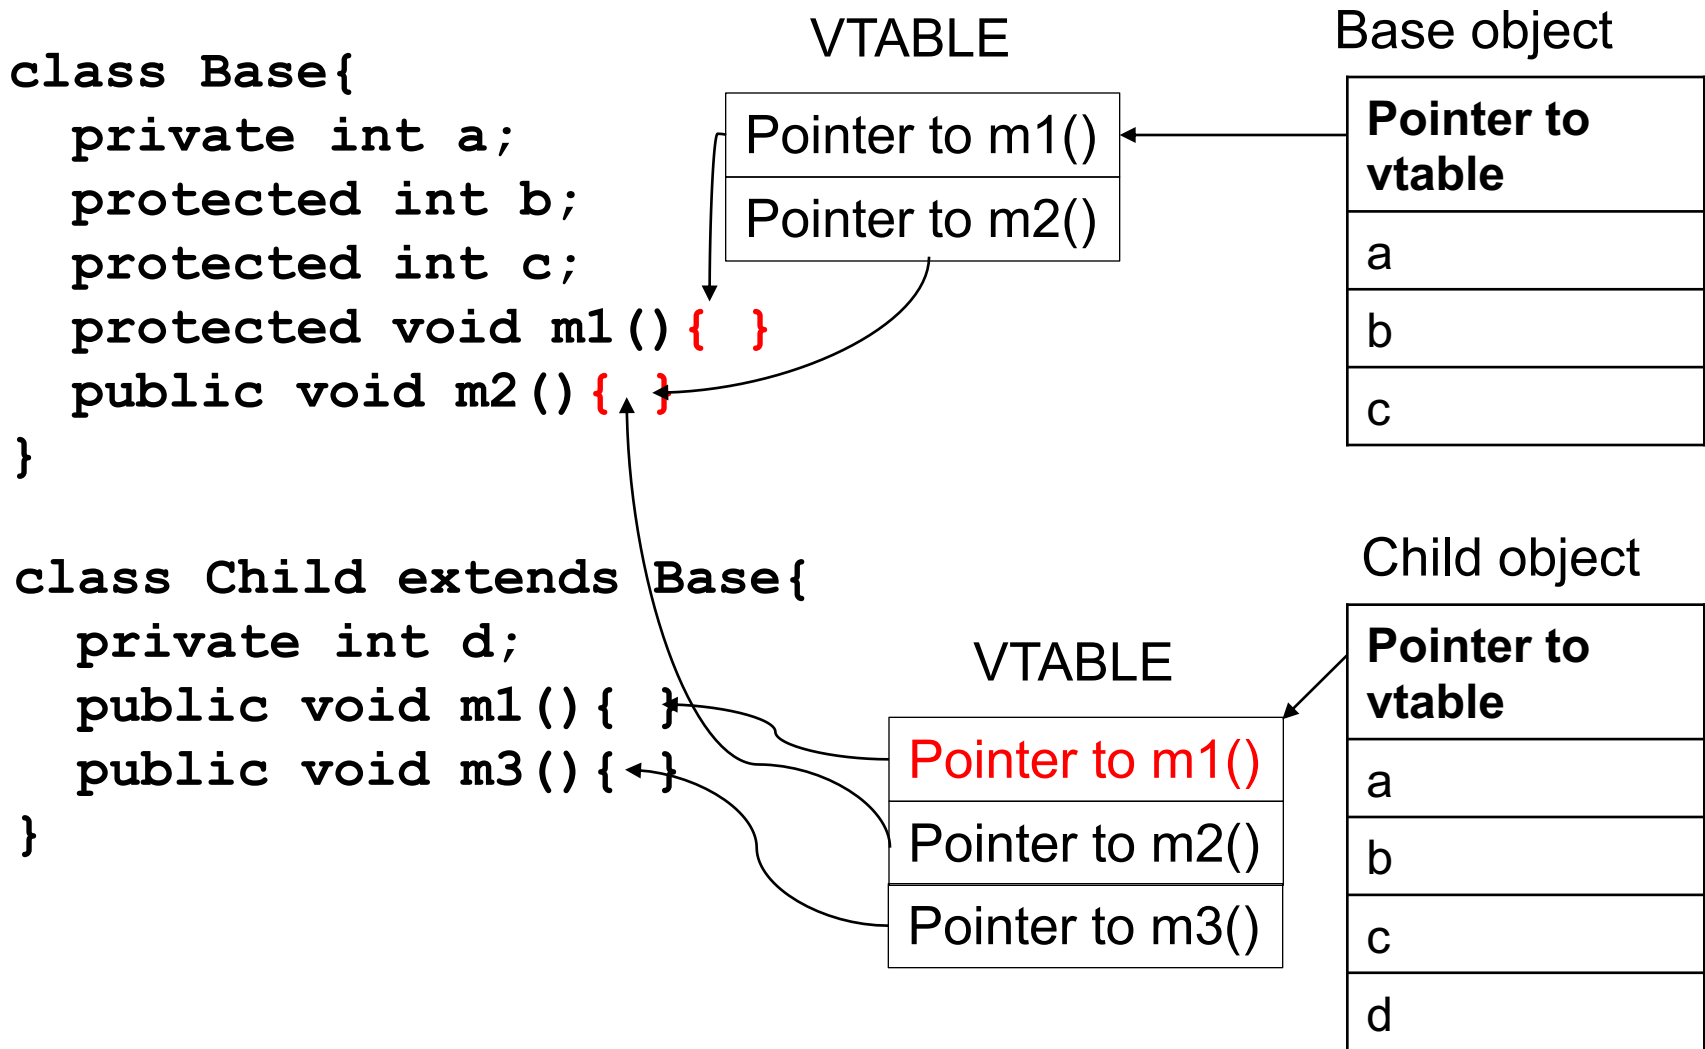 class Base{
private int a;
protected int b;
protected int c;
protected void m1(){ }
public void m2(){ }
}
VTABLE
Pointer to m1()
Pointer to m2()
Base object
Pointer to
vtable
a
b
c
class Child extends Base{
private int d;
public void m1(){ }
public void m3(){ }
}
VTABLE
Pointer to m1()
Pointer to m2()
Pointer to m3()
Child object
Pointer to
vtable
a
b
c
d